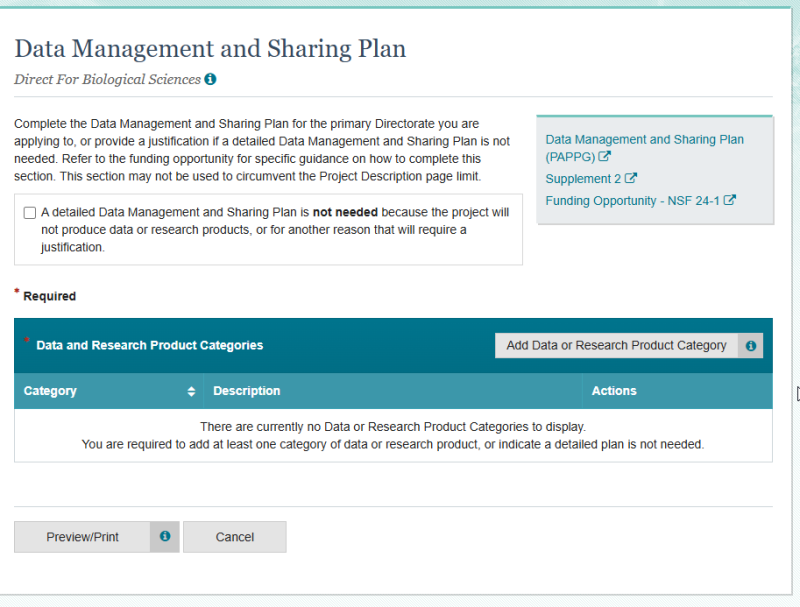 Data Management and Sharing Plan
Direct For Biological Sciences
Complete the Data Management and Sharing Plan for the primary Directorate you are
applying to, or provide a justification if a detailed Data Management and Sharing Plan is not
needed. Refer to the funding opportunity for specific guidance on how to complete this
section. This section may not be used to circumvent the Project Description page limit.
Data Management and Sharing Plan
(PAPPG)
Supplement 2
Funding Opportunity - NSF 24-1
A detailed Data Management and Sharing Plan is not needed because the project will
not produce data or research products, or for another reason that will require a
justification.
* Required
* Data and Research Product Categories
Add Data or Research Product Category
Category
Description
Actions
There are currently no Data or Research Product Categories to display.
You are required to add at least one category of data or research product, or indicate a detailed plan is not needed.
Preview/Print
Cancel